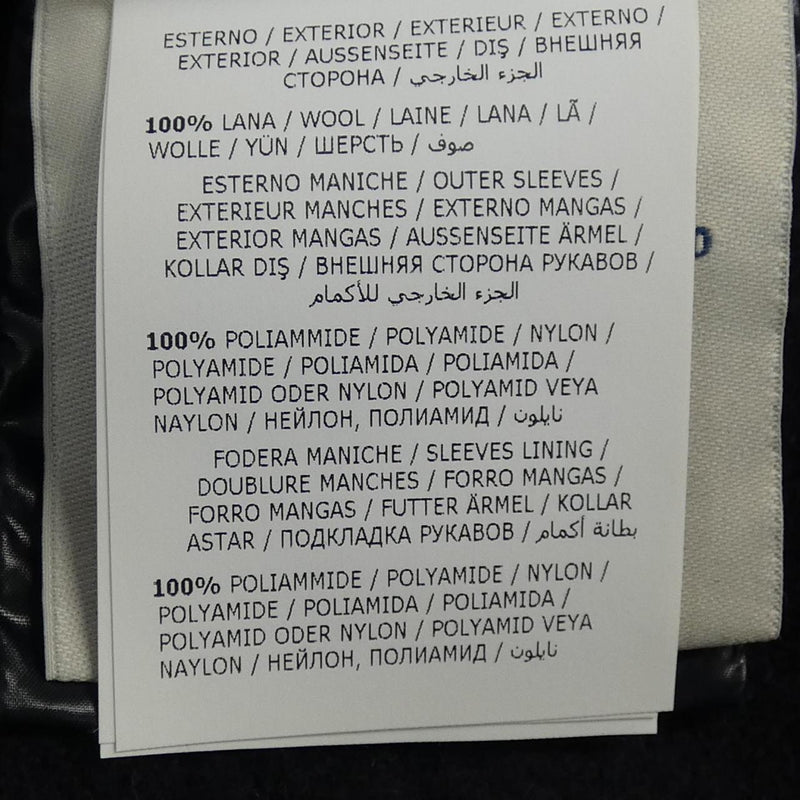 ESTERNO / EXTERIOR / EXTERIEUR / EXTERNO /
EXTERIOR / AUSSENSEITE / DIŞ / ВНЕШНЯЯ
СТОРОНА / الجزء الخارجي
100% LANA / WOOL / LAINE / LANA / LÃ /
WOLLE / YÜN / ШЕРСТЬ / صوف
ESTERNO MANICHE / OUTER SLEEVES /
EXTERIEUR MANCHES / EXTERNO MANGAS /
EXTERIOR MANGAS / AUSSENSEITE ÄRMEL /
KOLLAR DIŞ / ВНЕШНЯЯ СТОРОНА РУКАВОВ /
الجزء الخارجي للأكمام
100% POLIAMMIDE / POLYAMIDE / NYLON /
POLYAMIDE / POLIAMIDA / POLIAMIDA /
POLYAMID ODER NYLON / POLYAMID VEYA
NAYLON / НЕЙЛОН, ПОЛИАМИД / نايلون
FODERA MANICHE / SLEEVES LINING /
DOUBLURE MANCHES / FORRO MANGAS /
FORRO MANGAS / FUTTER ÄRMEL / KOLLAR
ASTAR / ПОДКЛАДКА РУКАВОВ / بطانة أكمام
100% POLIAMMIDE / POLYAMIDE / NYLON /
POLYAMIDE / POLIAMIDA / POLIAMIDA /
POLYAMID ODER NYLON / POLYAMID VEYA
NAYLON / НЕЙЛОН, ПОЛИАМИД / نايلون